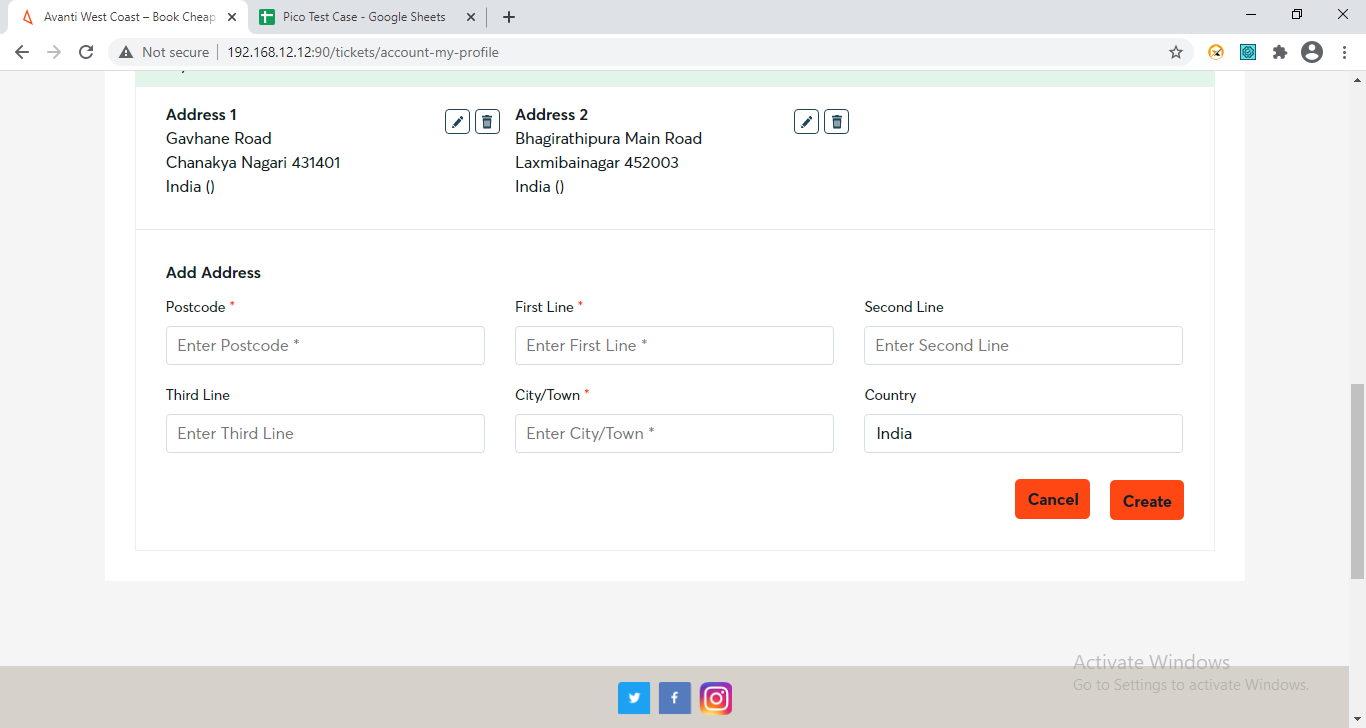 Avanti West Coast – Book Cheap
Pico Test Case - Google Sheets
Not secure
192.168.12.12:90/tickets/account-my-profile
Address 1
Gavhane Road
Chanakya Nagari 431401
India ()
Address 2
Bhagirathipura Main Road
Laxmibainagar 452003
India ()
Add Address
Postcode *
First Line *
Second Line
Enter Postcode *
Enter First Line *
Enter Second Line
Third Line
City/Town *
Country
Enter Third Line
Enter City/Town *
India
Cancel
Create
Activate Windows
Go to Settings to activate Windows.